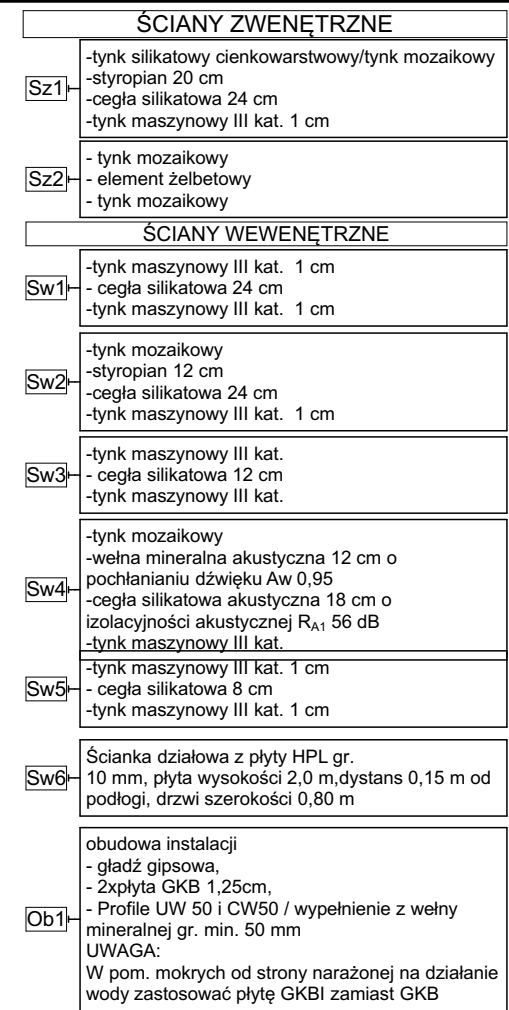 ŚCIANY ZWENĘTRZNE
Sz1
-tynk silikatowy cienkowarstwowy/tynk mozaikowy
-styropian 20 cm
-cegła silikatowa 24 cm
-tynk maszynowy III kat. 1 cm
Sz2
- tynk mozaikowy
- element żelbetowy
- tynk mozaikowy
ŚCIANY WEWENĘTRZNE
Sw1
-tynk maszynowy III kat. 1 cm
- cegła silikatowa 24 cm
-tynk maszynowy III kat. 1 cm
Sw2
-tynk mozaikowy
-styropian 12 cm
-cegła silikatowa 24 cm
-tynk maszynowy III kat. 1 cm
Sw3
-tynk maszynowy III kat.
- cegła silikatowa 12 cm
-tynk maszynowy III kat.
Sw4
-tynk mozaikowy
-wełna mineralna akustyczna 12 cm o
pochłanianiu dźwięku Aw 0,95
-cegła silikatowa akustyczna 18 cm o
izolacyjności akustycznej RA1 56 dB
-tynk maszynowy III kat.
Sw5
-tynk maszynowy III kat. 1 cm
- cegła silikatowa 8 cm
-tynk maszynowy III kat. 1 cm
Sw6
Ścianka działowa z płyty HPL gr.
10 mm, płyta wysokości 2,0 m,dystans 0,15 m od
podłogi, drzwi szerokości 0,80 m
Ob1
obudowa instalacji
- gładź gipsowa,
- 2xpłyta GKB 1,25cm,
- Profile UW 50 i CW50 / wypełnienie z wełny
mineralnej gr. min. 50 mm
UWAGA:
W pom. mokrych od strony narażonej na działanie
wody zastosować płytę GKBI zamiast GKB